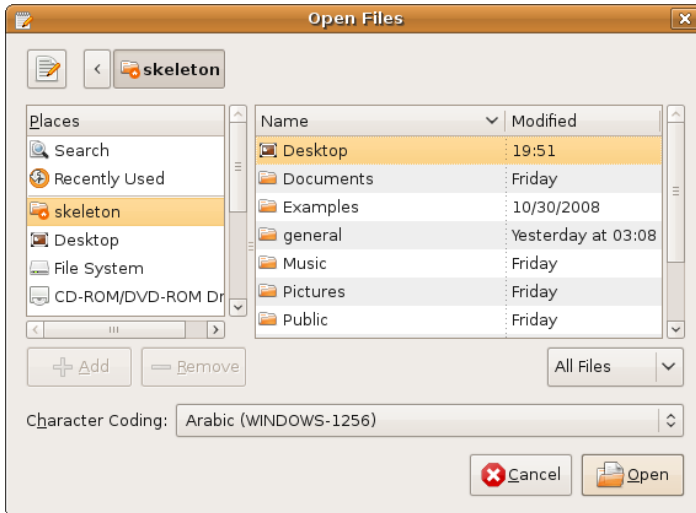 Open Files
skeleton
Places
Search
Recently Used
skeleton
Desktop
File System
CD-ROM/DVD-ROM Dr
Name Modified
Desktop 19:51
Documents Friday
Examples 10/30/2008
general Yesterday at 03:08
Music Friday
Pictures Friday
Public Friday
Add Remove All Files
Character Coding: Arabic (WINDOWS-1256)
Cancel Open